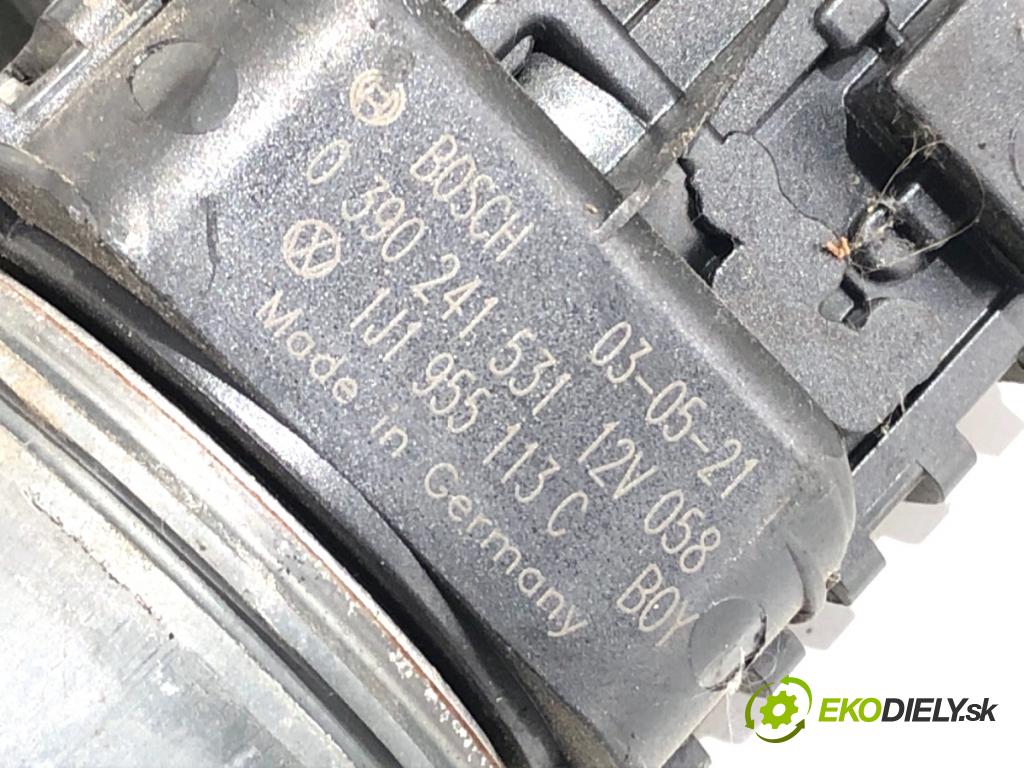 BOSCH 03-05-21
0 390 241 531 12V 058
1J1 955 113 C BOY
Made in Germany
EKODIELY.sk